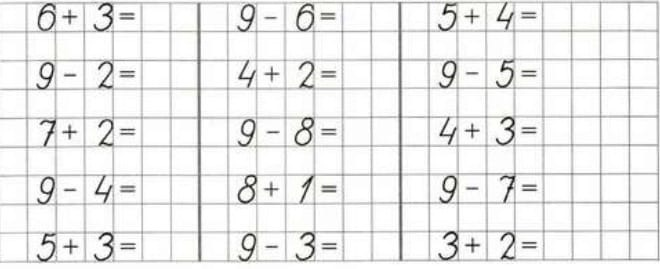 6 + 3 = 9 - 6 = 5 + 4 =
9 - 2 = 4 + 2 = 9 - 5 =
7 + 2 = 9 - 8 = 4 + 3 =
9 - 4 = 8 + 1 = 9 - 7 =
5 + 3 = 9 - 3 = 3 + 2 =